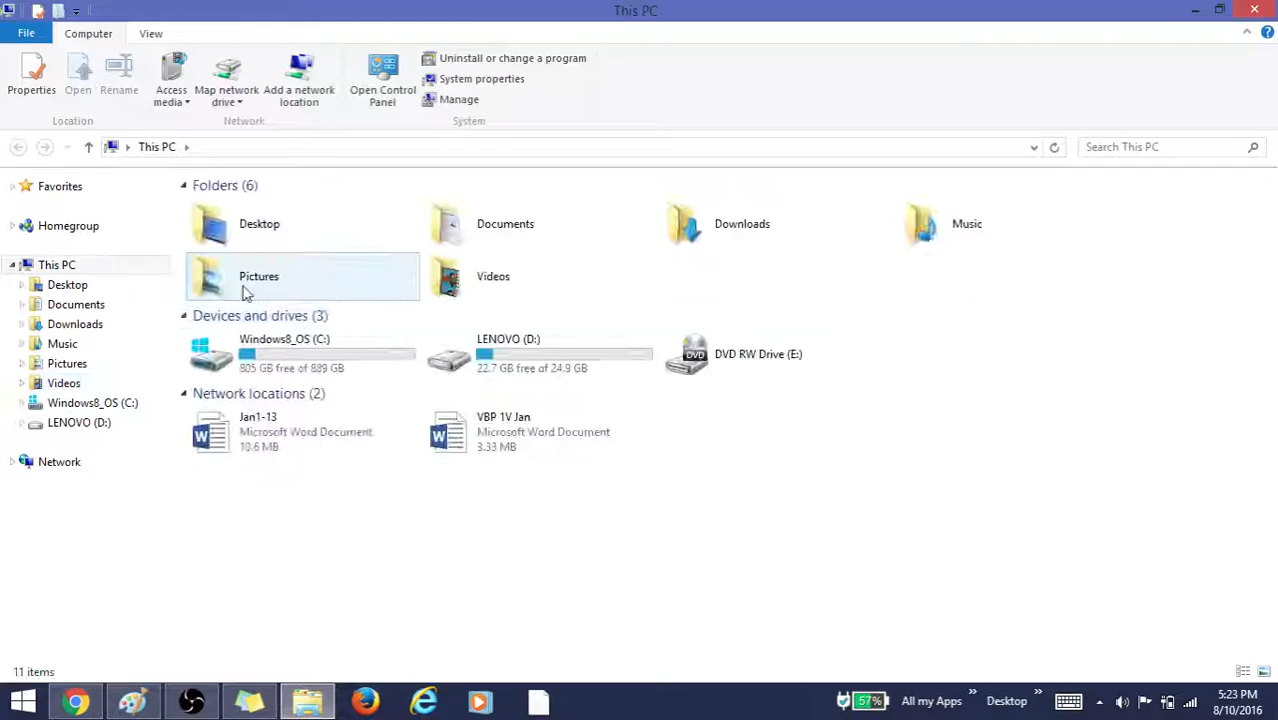 This PC
File Computer View
Properties Open Rename Access media Map network drive Add a network location Open Control Panel Uninstall or change a program
System properties
Manage
Location Network System
This PC
Search This PC
Favorites
Homegroup
This PC
Desktop
Documents
Downloads
Music
Pictures
Videos
Windows8_OS (C:)
LENOVO (D:)
Network
Folders (6)
Desktop Documents Downloads Music
Pictures Videos
Devices and drives (3)
Windows8_OS (C:)
805 GB free of 889 GB
LENOVO (D:)
22.7 GB free of 24.9 GB
DVD
DVD RW Drive (E:)
Network locations (2)
Jan1-13
Microsoft Word Document
10.6 MB
VBP 1V Jan
Microsoft Word Document
3.33 MB
11 items
57% All my Apps » Desktop »
5:23 PM
8/10/2016